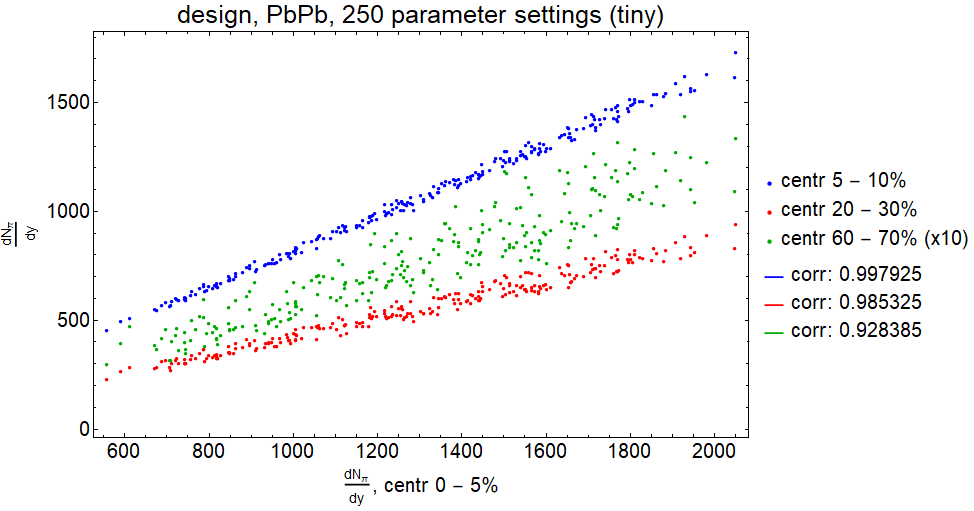 design, PbPb, 250 parameter settings (tiny)
dNπ
dy
1500
1000
500
0
600 800 1000 1200 1400 1600 1800 2000
dNπ
dy , centr 0 – 5%
centr 5 – 10%
centr 20 – 30%
centr 60 – 70% (x10)
corr: 0.997925
corr: 0.985325
corr: 0.928385